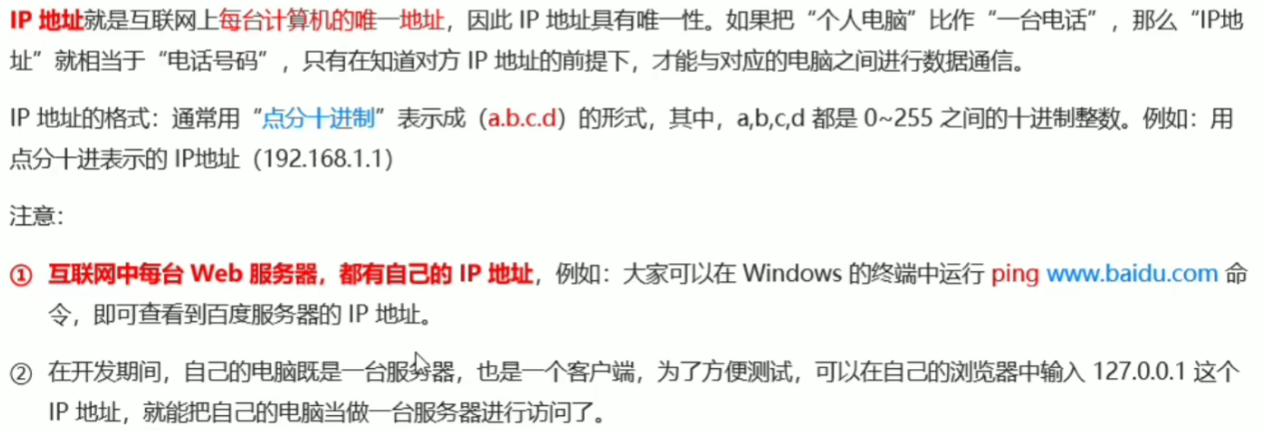 IP 地址就是互联网上每台计算机的唯一地址，因此 IP 地址具有唯一性。如果把“个人电脑”比作“一台电话”，那么“IP地
址”就相当于“电话号码”，只有在知道对方 IP 地址的前提下，才能与对应的电脑之间进行数据通信。
IP 地址的格式：通常用“点分十进制”表示成（a.b.c.d）的形式，其中，a,b,c,d 都是 0~255 之间的十进制整数。例如：用
点分十进表示的 IP地址（192.168.1.1）
注意：
① 互联网中每台 Web 服务器，都有自己的 IP 地址，例如：大家可以在 Windows 的终端中运行 ping www.baidu.com 命
令，即可查看到百度服务器的 IP 地址。
② 在开发期间，自己的电脑既是一台服务器，也是一个客户端，为了方便测试，可以在自己的浏览器中输入 127.0.0.1 这个
IP 地址，就能把自己的电脑当做一台服务器进行访问了。